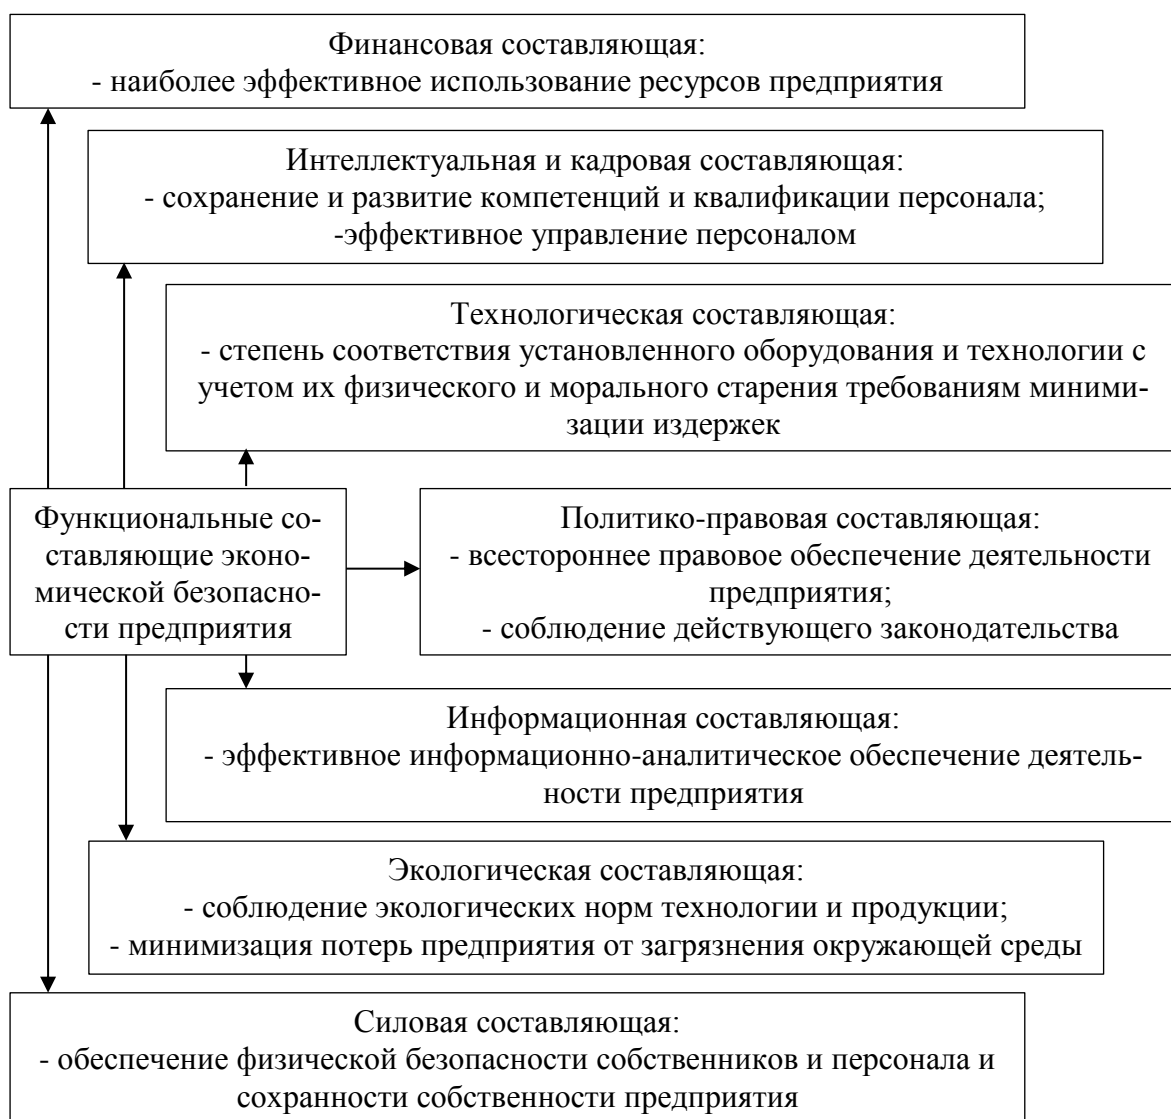 Финансовая составляющая:
- наиболее эффективное использование ресурсов предприятия
Интеллектуальная и кадровая составляющая:
- сохранение и развитие компетенций и квалификации персонала;
-эффективное управление персоналом
Технологическая составляющая:
- степень соответствия установленного оборудования и технологии с
учетом их физического и морального старения требованиям миними-
зации издержек
Функциональные со-
ставляющие эконо-
мической безопасно-
сти предприятия
Политико-правовая составляющая:
- всестороннее правовое обеспечение деятельности
предприятия;
- соблюдение действующего законодательства
Информационная составляющая:
- эффективное информационно-аналитическое обеспечение деятель-
ности предприятия
Экологическая составляющая:
- соблюдение экологических норм технологии и продукции;
- минимизация потерь предприятия от загрязнения окружающей среды
Силовая составляющая:
- обеспечение физической безопасности собственников и персонала и
сохранности собственности предприятия